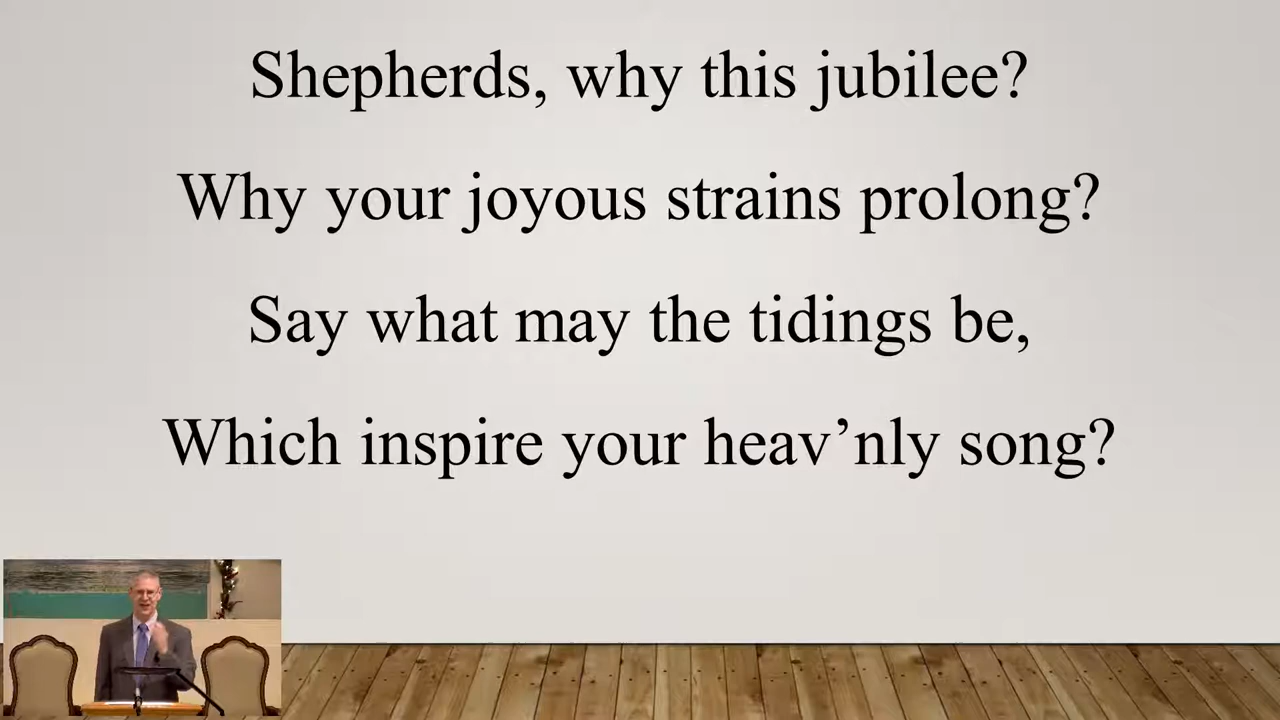 Shepherds, why this jubilee?
Why your joyous strains prolong?
Say what may the tidings be,
Which inspire your heav’nly song?